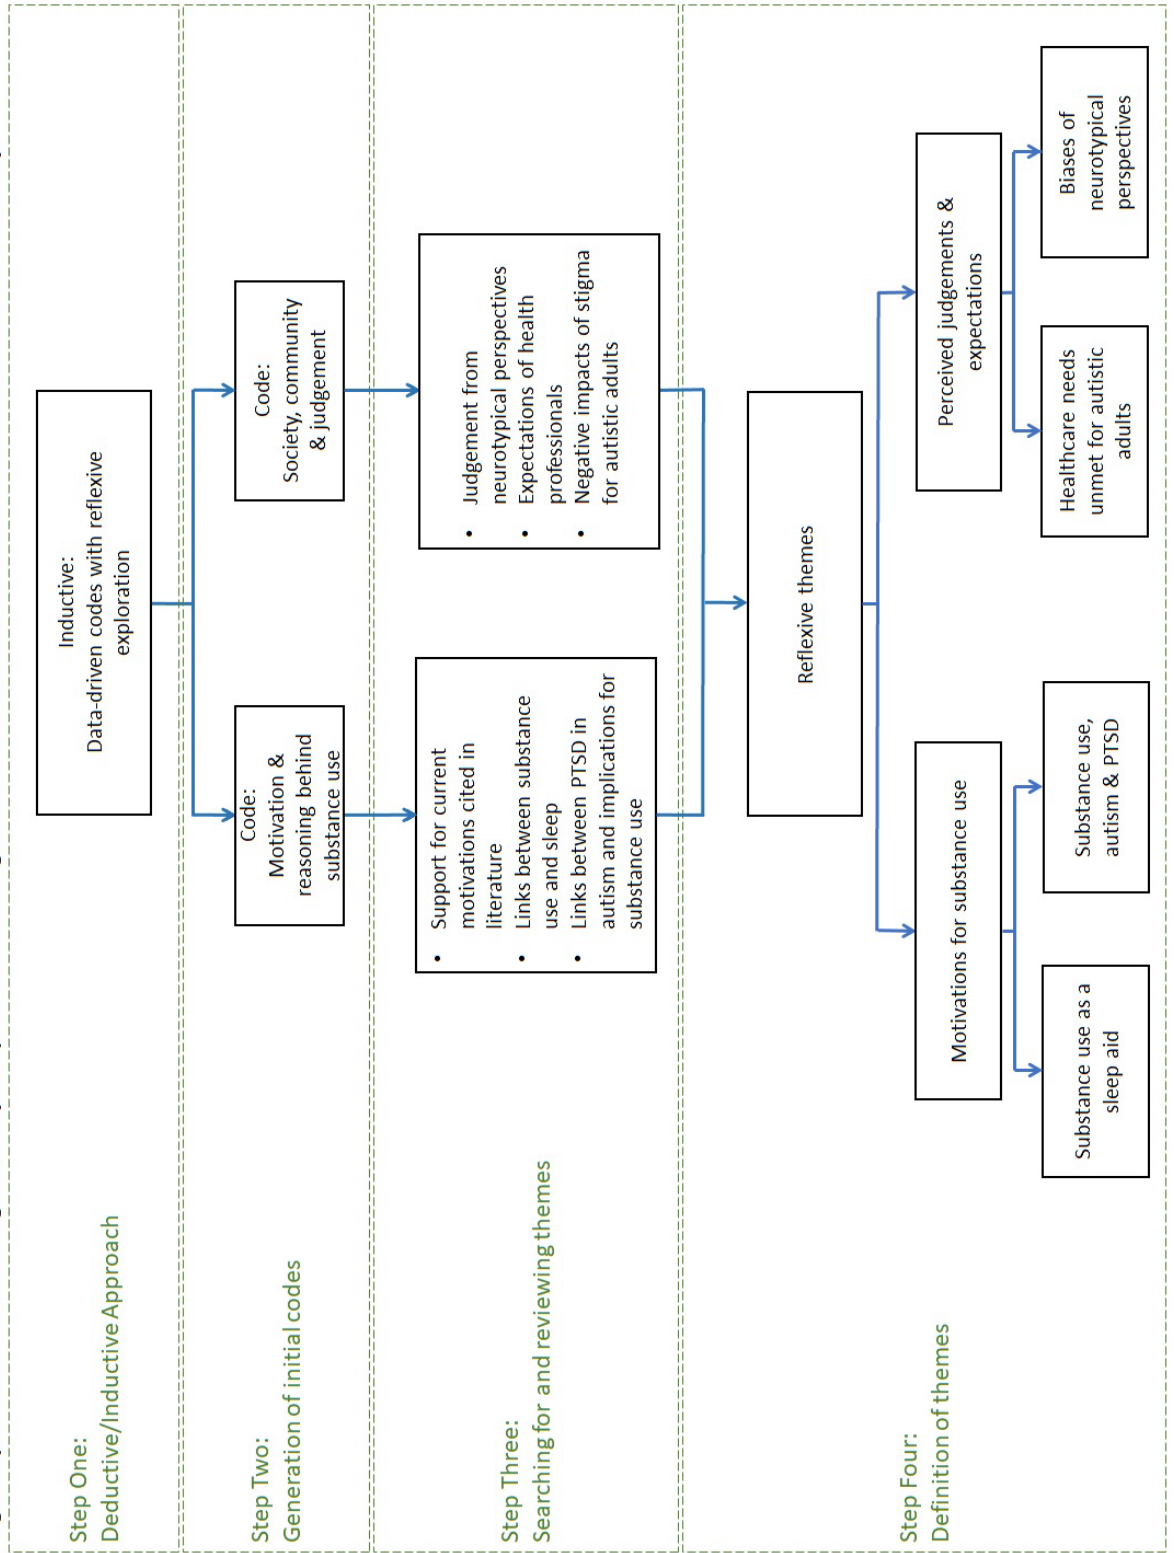 Step One:
Deductive/Inductive Approach
Inductive:
Data-driven codes with reflexive
exploration
Step Two:
Generation of initial codes
Code:
Motivation &
reasoning behind
substance use
Code:
Society, community
& judgement
Step Three:
Searching for and reviewing themes
• Support for current
motivations cited in
literature
• Links between substance
use and sleep
• Links between PTSD in
autism and implications for
substance use
• Judgement from
neurotypical perspectives
• Expectations of health
professionals
• Negative impacts of stigma
for autistic adults
Step Four:
Definition of themes
Reflexive themes
Motivations for substance use
Perceived judgements &
expectations
Substance use as a
sleep aid
Substance use,
autism & PTSD
Healthcare needs
unmet for autistic
adults
Biases of
neurotypical
perspectives